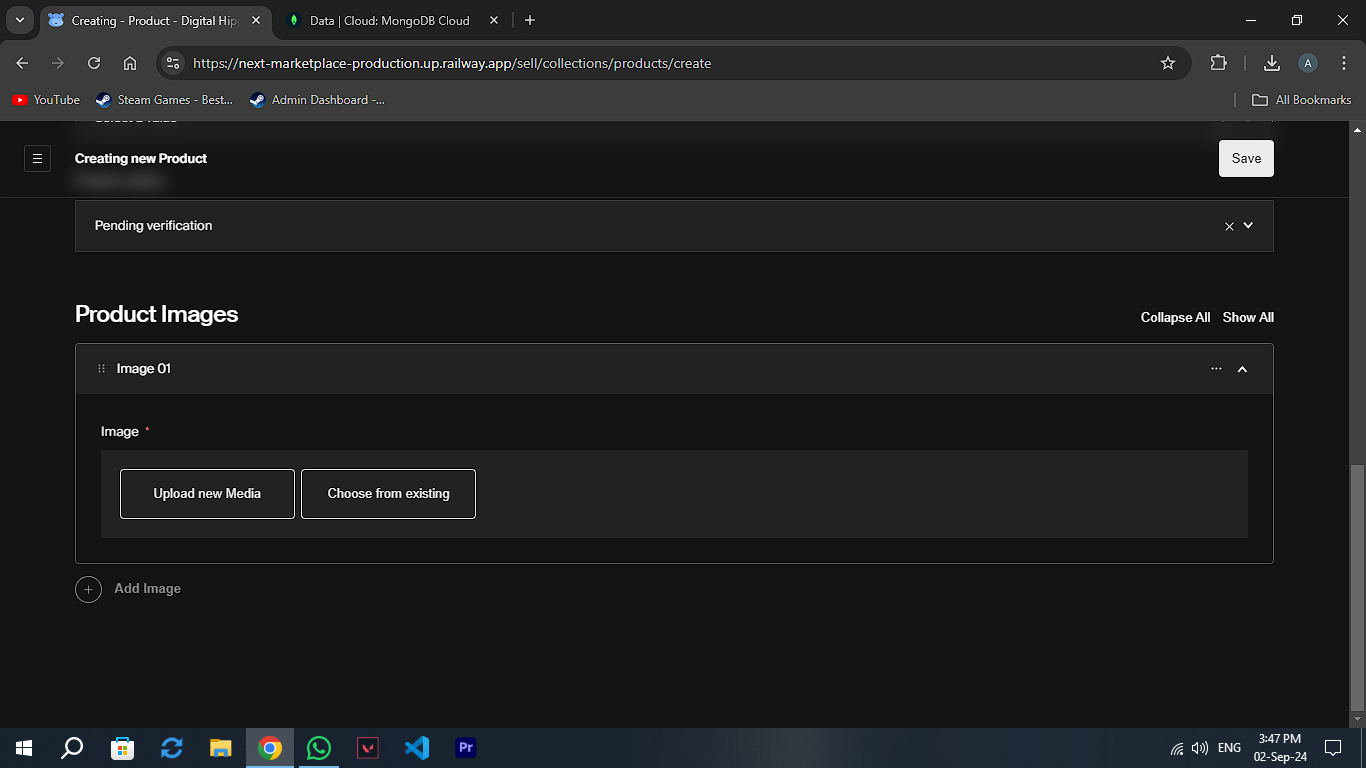 Creating - Product - Digital Hip
Data | Cloud: MongoDB Cloud
https://next-marketplace-production.up.railway.app/sell/collections/products/create
A
YouTube
Steam Games - Best...
Admin Dashboard -...
All Bookmarks
Creating new Product
Save
Pending verification
Product Images
Collapse All
Show All
Image 01
Image *
Upload new Media
Choose from existing
Add Image
Pr
ENG
3:47 PM
02-Sep-24